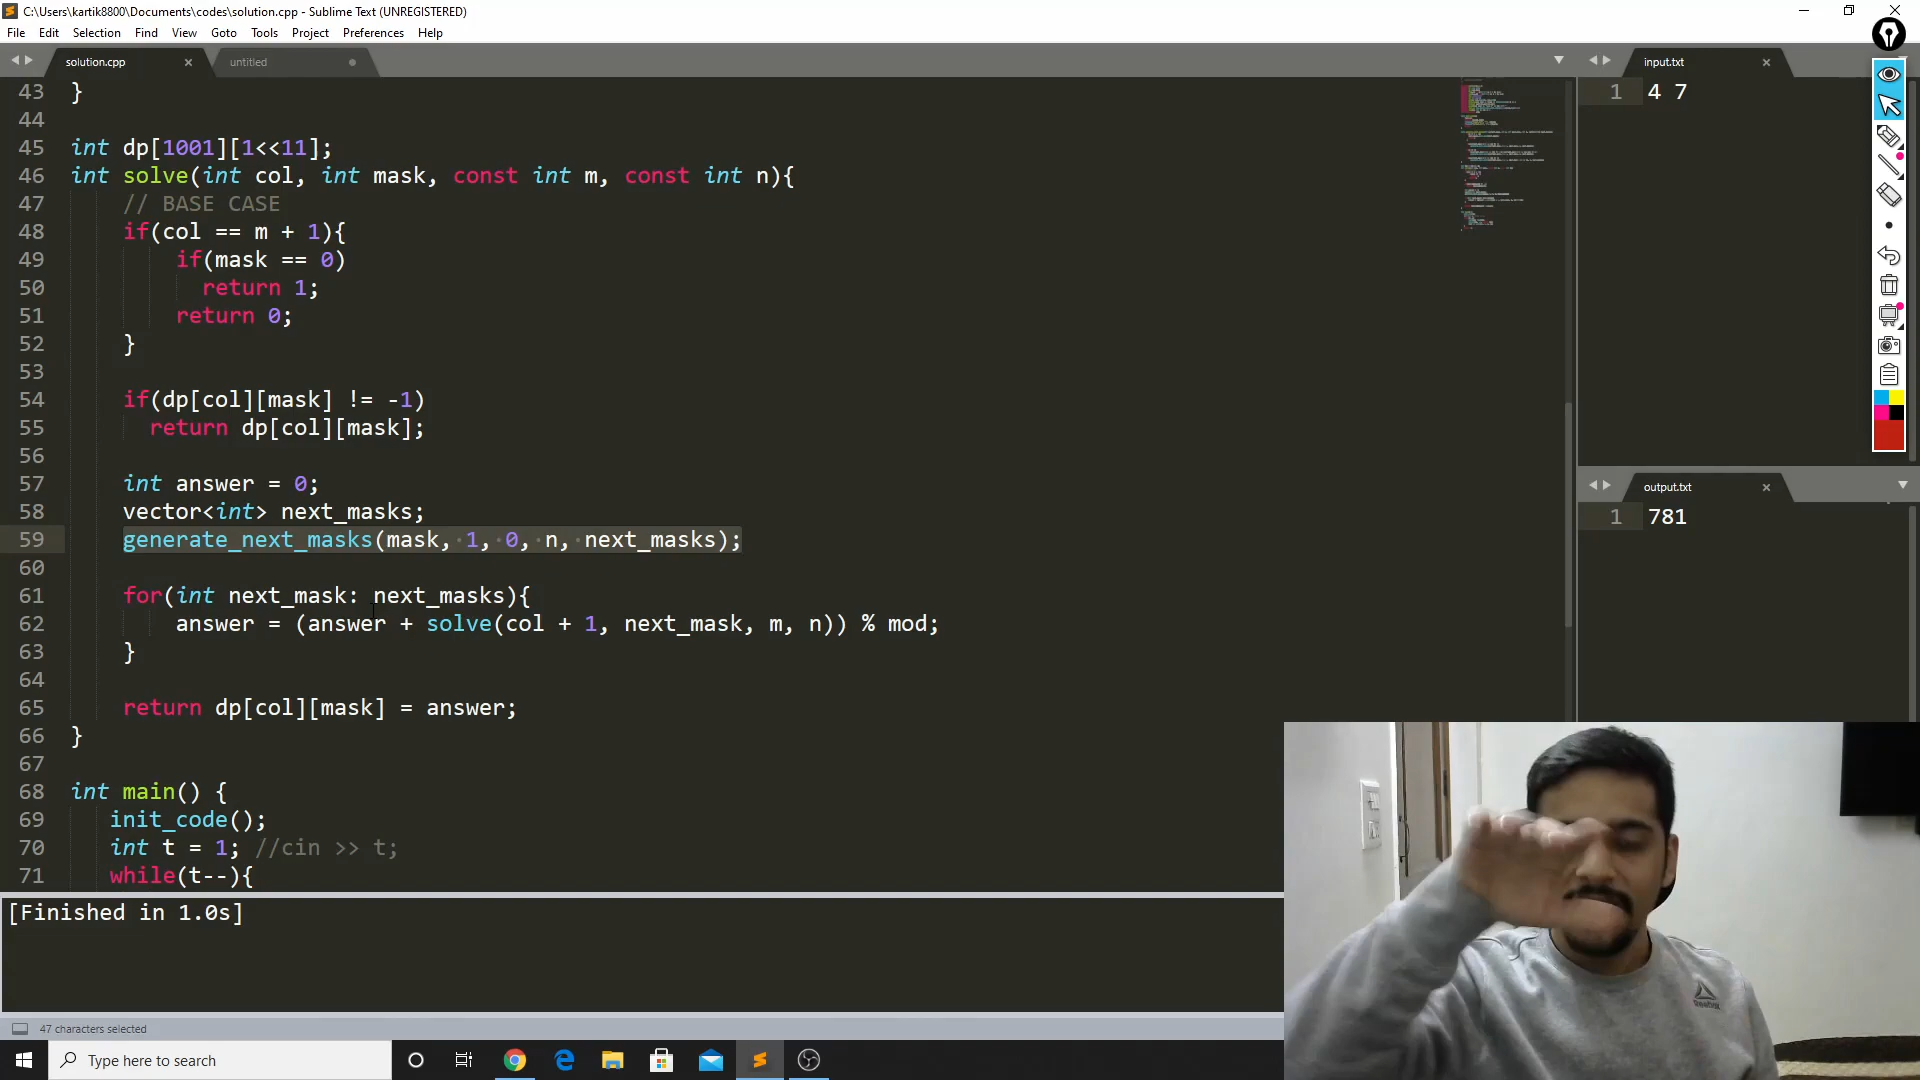 C:\Users\kartik8800\Documents\codes\solution.cpp - Sublime Text (UNREGISTERED)
File Edit Selection Find View Goto Tools Project Preferences Help
solution.cpp untitled
43 }
44
45 int dp[1001][1<<11];
46 int solve(int col, int mask, const int m, const int n){
47 // BASE CASE
48 if(col == m + 1){
49 if(mask == 0)
50 return 1;
51 return 0;
52 }
53
54 if(dp[col][mask] != -1)
55 return dp[col][mask];
56
57 int answer = 0;
58 vector<int> next_masks;
59 generate_next_masks(mask, 1, 0, n, next_masks);
60
61 for(int next_mask: next_masks){
62 answer = (answer + solve(col + 1, next_mask, m, n)) % mod;
63 }
64
65 return dp[col][mask] = answer;
66 }
67
68 int main() {
69 init_code();
70 int t = 1; //cin >> t;
71 while(t--){
input.txt
1 4 7
output.txt
1 781
[Finished in 1.0s]
47 characters selected
Type here to search
Reebok